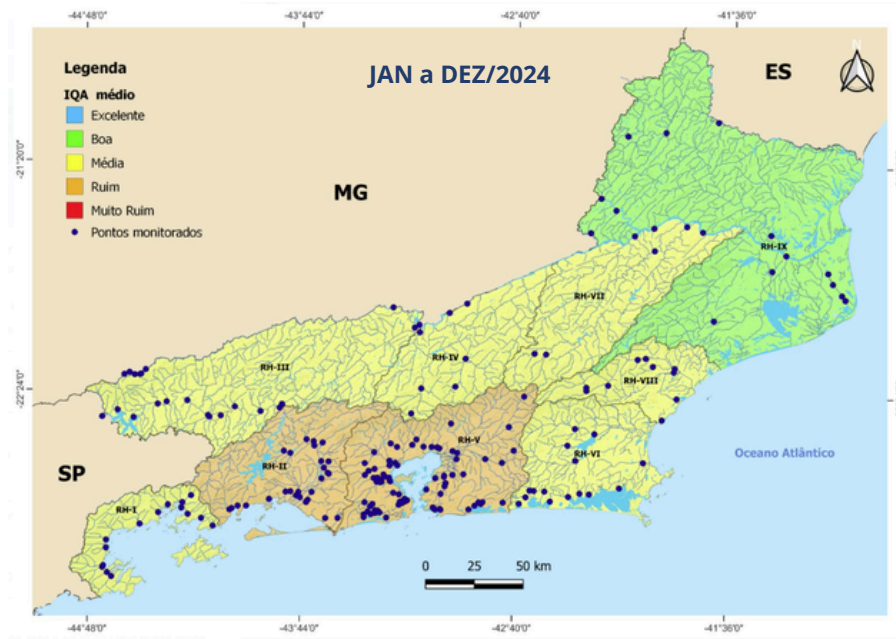 -44°48'0" -43°44'0" -42°40'0" -41°36'0"
JAN a DEZ/2024
ES
N
Legenda
IQA médio
Excelente
Boa
Média
Ruim
Muito Ruim
Pontos monitorados
-21°20'0"
MG
RH-IX
RH-VII
RH-III
RH-IV
RH-VIII
-22°24'0"
RH-V
RH-II
RH-VI
Oceano Atlântico
SP
RH-I
0 25 50 km
-44°48'0" -43°44'0" -42°40'0" -41°36'0"